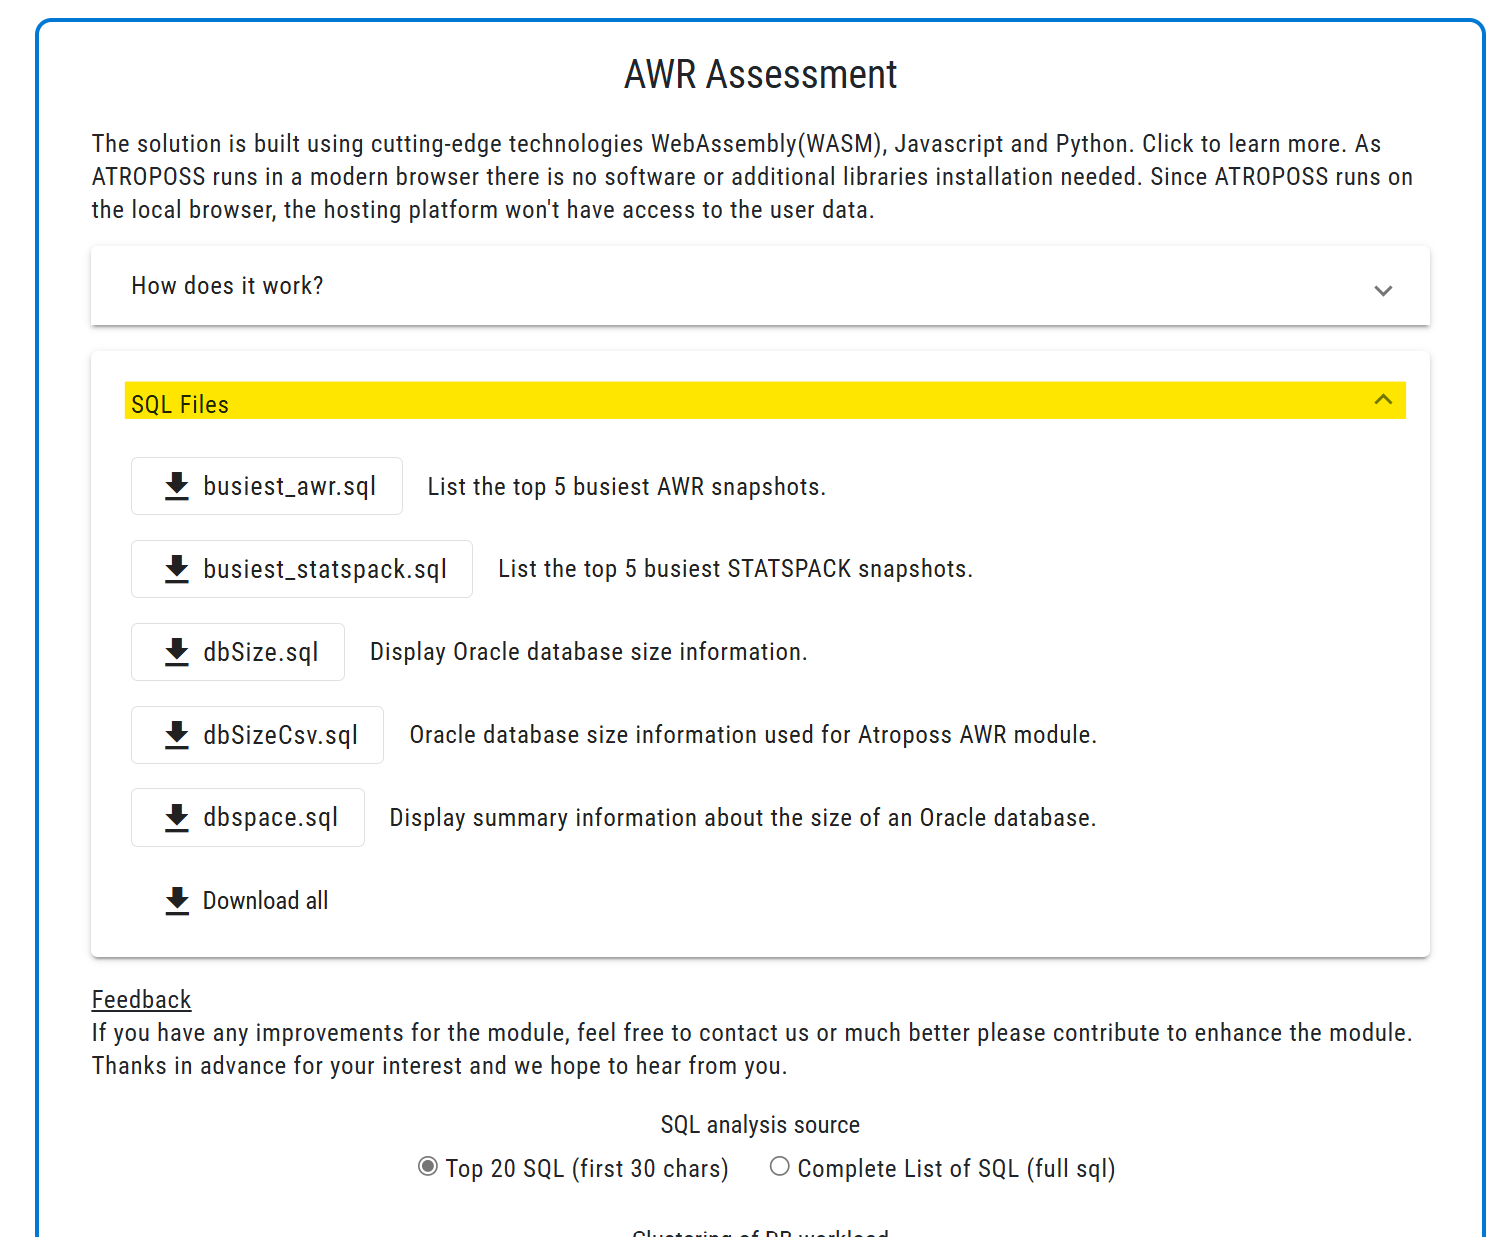 AWR Assessment
The solution is built using cutting-edge technologies WebAssembly(WASM), Javascript and Python. Click to learn more. As
ATROPOSS runs in a modern browser there is no software or additional libraries installation needed. Since ATROPOSS runs on
the local browser, the hosting platform won't have access to the user data.
How does it work?
SQL Files
busiest_awr.sql List the top 5 busiest AWR snapshots.
busiest_statspack.sql List the top 5 busiest STATSPACK snapshots.
dbSize.sql Display Oracle database size information.
dbSizeCsv.sql Oracle database size information used for Atroposs AWR module.
dbspace.sql Display summary information about the size of an Oracle database.
Download all
Feedback
If you have any improvements for the module, feel free to contact us or much better please contribute to enhance the module.
Thanks in advance for your interest and we hope to hear from you.
SQL analysis source
Top 20 SQL (first 30 chars) Complete List of SQL (full sql)
Clustering of DB workload